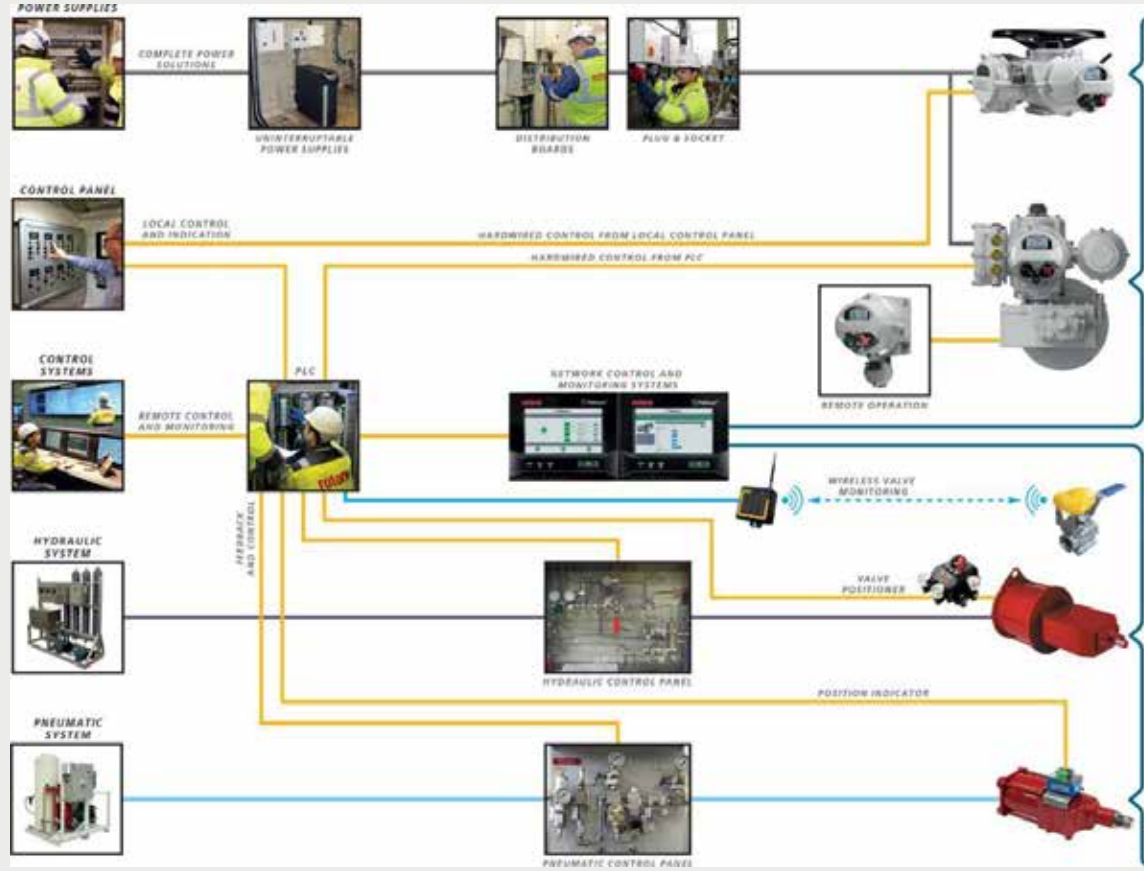 POWER SUPPLIES
COMPLETE POWER
SOLUTIONS
UNINTERRUPTABLE
POWER SUPPLIES
DISTRIBUTION
BOARDS
PLUG & SOCKET
CONTROL PANEL
LOCAL CONTROL
AND INDICATION
HARDWIRED CONTROL FROM LOCAL CONTROL PANEL
HARDWIRED CONTROL FROM PLC
CONTROL
SYSTEMS
REMOTE CONTROL
AND MONITORING
PLC
rotork
NETWORK CONTROL AND
MONITORING SYSTEMS
REMOTE OPERATION
WIRELESS VALVE
MONITORING
FEEDBACK
AND CONTROL
HYDRAULIC
SYSTEM
VALVE
POSITIONER
HYDRAULIC CONTROL PANEL
POSITION INDICATOR
PNEUMATIC
SYSTEM
PNEUMATIC CONTROL PANEL